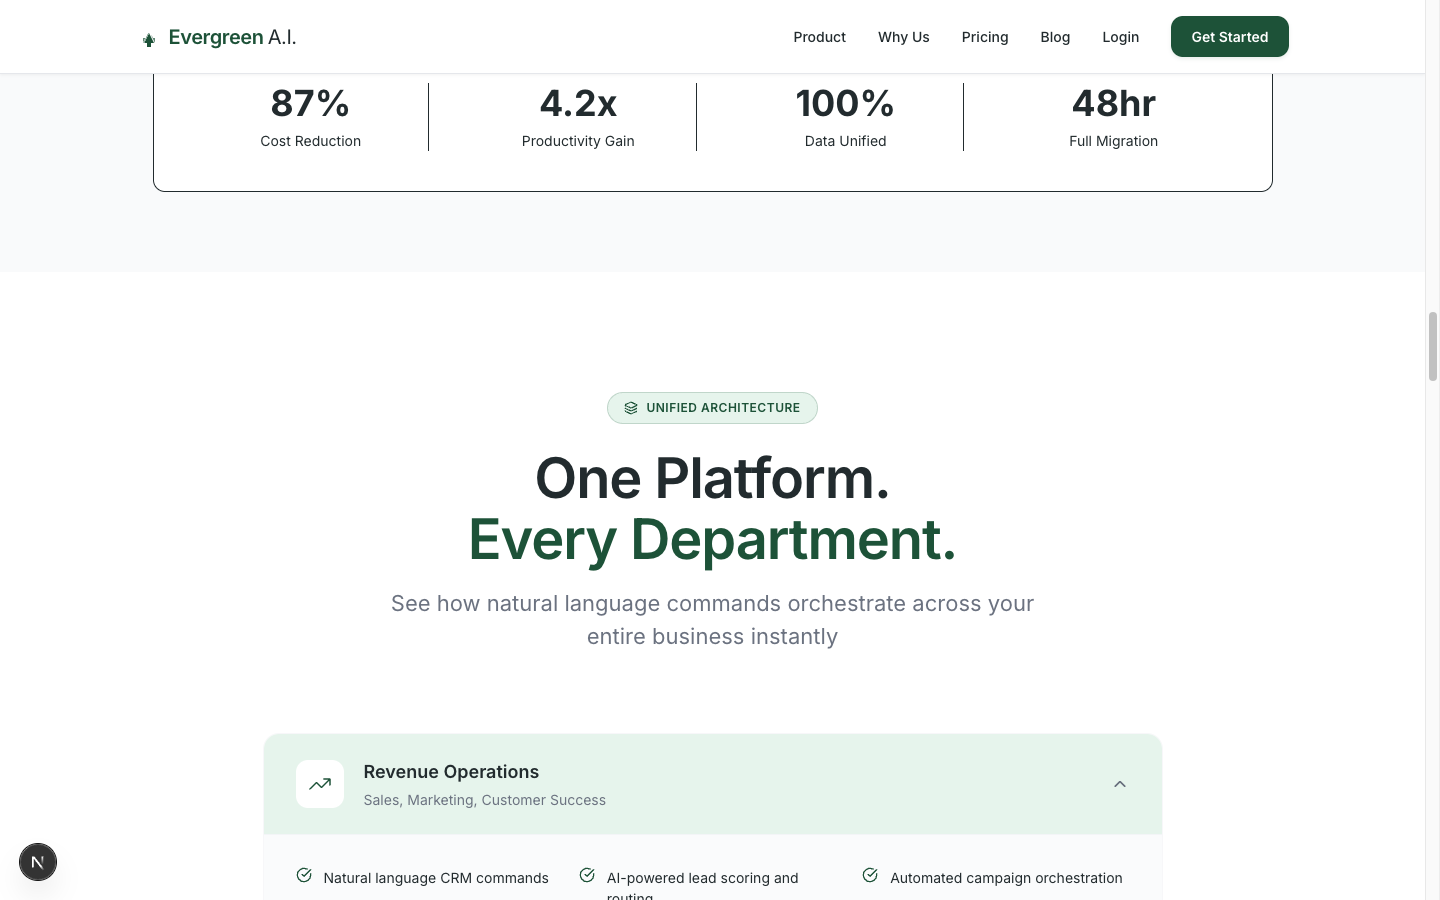 Evergreen A.I.
Product
Why Us
Pricing
Blog
Login
Get Started
87%
4.2x
100%
48hr
Cost Reduction
Productivity Gain
Data Unified
Full Migration
UNIFIED ARCHITECTURE
One Platform.
Every Department.
See how natural language commands orchestrate across your
entire business instantly
Revenue Operations
Sales, Marketing, Customer Success
Natural language CRM commands
AI-powered lead scoring and
routing
Automated campaign orchestration
N